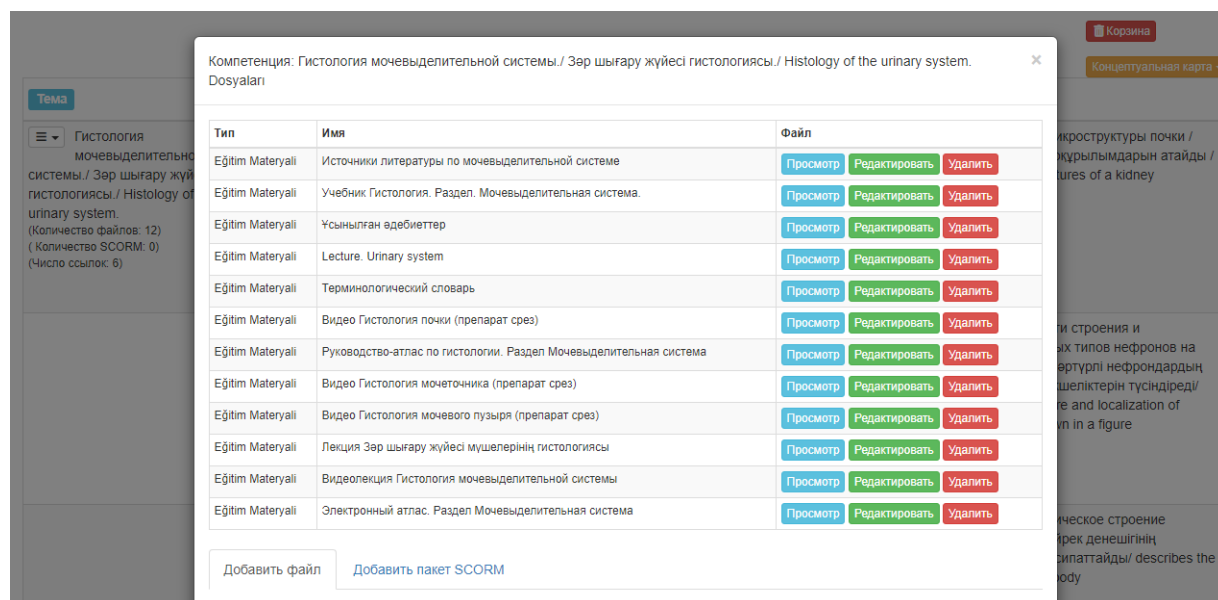 Корзина
Концептуальная карта
Компетенция: Гистология мочевыделительной системы./ Зәр шығару жүйесі гистологиясы./ Histology of the urinary system.
Dosyaları
×
Тема
Гистология
мочевыделительно
системы./ Зәр шығару жүй
гистологиясы./ Histology of
urinary system.
(Количество файлов: 12)
( Количество SCORM: 0)
(Число ссылок: 6)
Тип Имя Файл
Eğitim Materyali Источники литературы по мочевыделительной системе Просмотр Редактировать Удалить
Eğitim Materyali Учебник Гистология. Раздел. Мочевыделительная система. Просмотр Редактировать Удалить
Eğitim Materyali Ұсынылған әдебиеттер Просмотр Редактировать Удалить
Eğitim Materyali Lecture. Urinary system Просмотр Редактировать Удалить
Eğitim Materyali Терминологический словарь Просмотр Редактировать Удалить
Eğitim Materyali Видео Гистология почки (препарат срез) Просмотр Редактировать Удалить
Eğitim Materyali Руководство-атлас по гистологии. Раздел Мочевыделительная система Просмотр Редактировать Удалить
Eğitim Materyali Видео Гистология мочеточника (препарат срез) Просмотр Редактировать Удалить
Eğitim Materyali Видео Гистология мочевого пузыря (препарат срез) Просмотр Редактировать Удалить
Eğitim Materyali Лекция Зәр шығару жүйесі мүшелерінің гистологиясы Просмотр Редактировать Удалить
Eğitim Materyali Видеолекция Гистология мочевыделительной системы Просмотр Редактировать Удалить
Eğitim Materyali Электронный атлас. Раздел Мочевыделительная система Просмотр Редактировать Удалить
Добавить файл Добавить пакет SCORM
икроструктуры почки /
құрылымдарын атайды /
tures of a kidney
ти строения и
ых типов нефронов на
әртүрлі нефрондардың
кшеліктерін түсіндіреді/
re and localization of
wn in a figure
ическое строение
йрек денешігінің
сипаттайды/ describes the
body